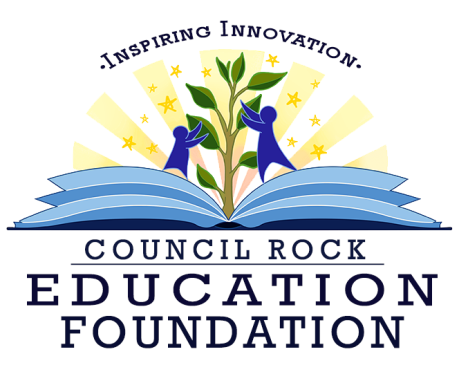 ·Inspiring Innovation·
Council Rock
Education
Foundation